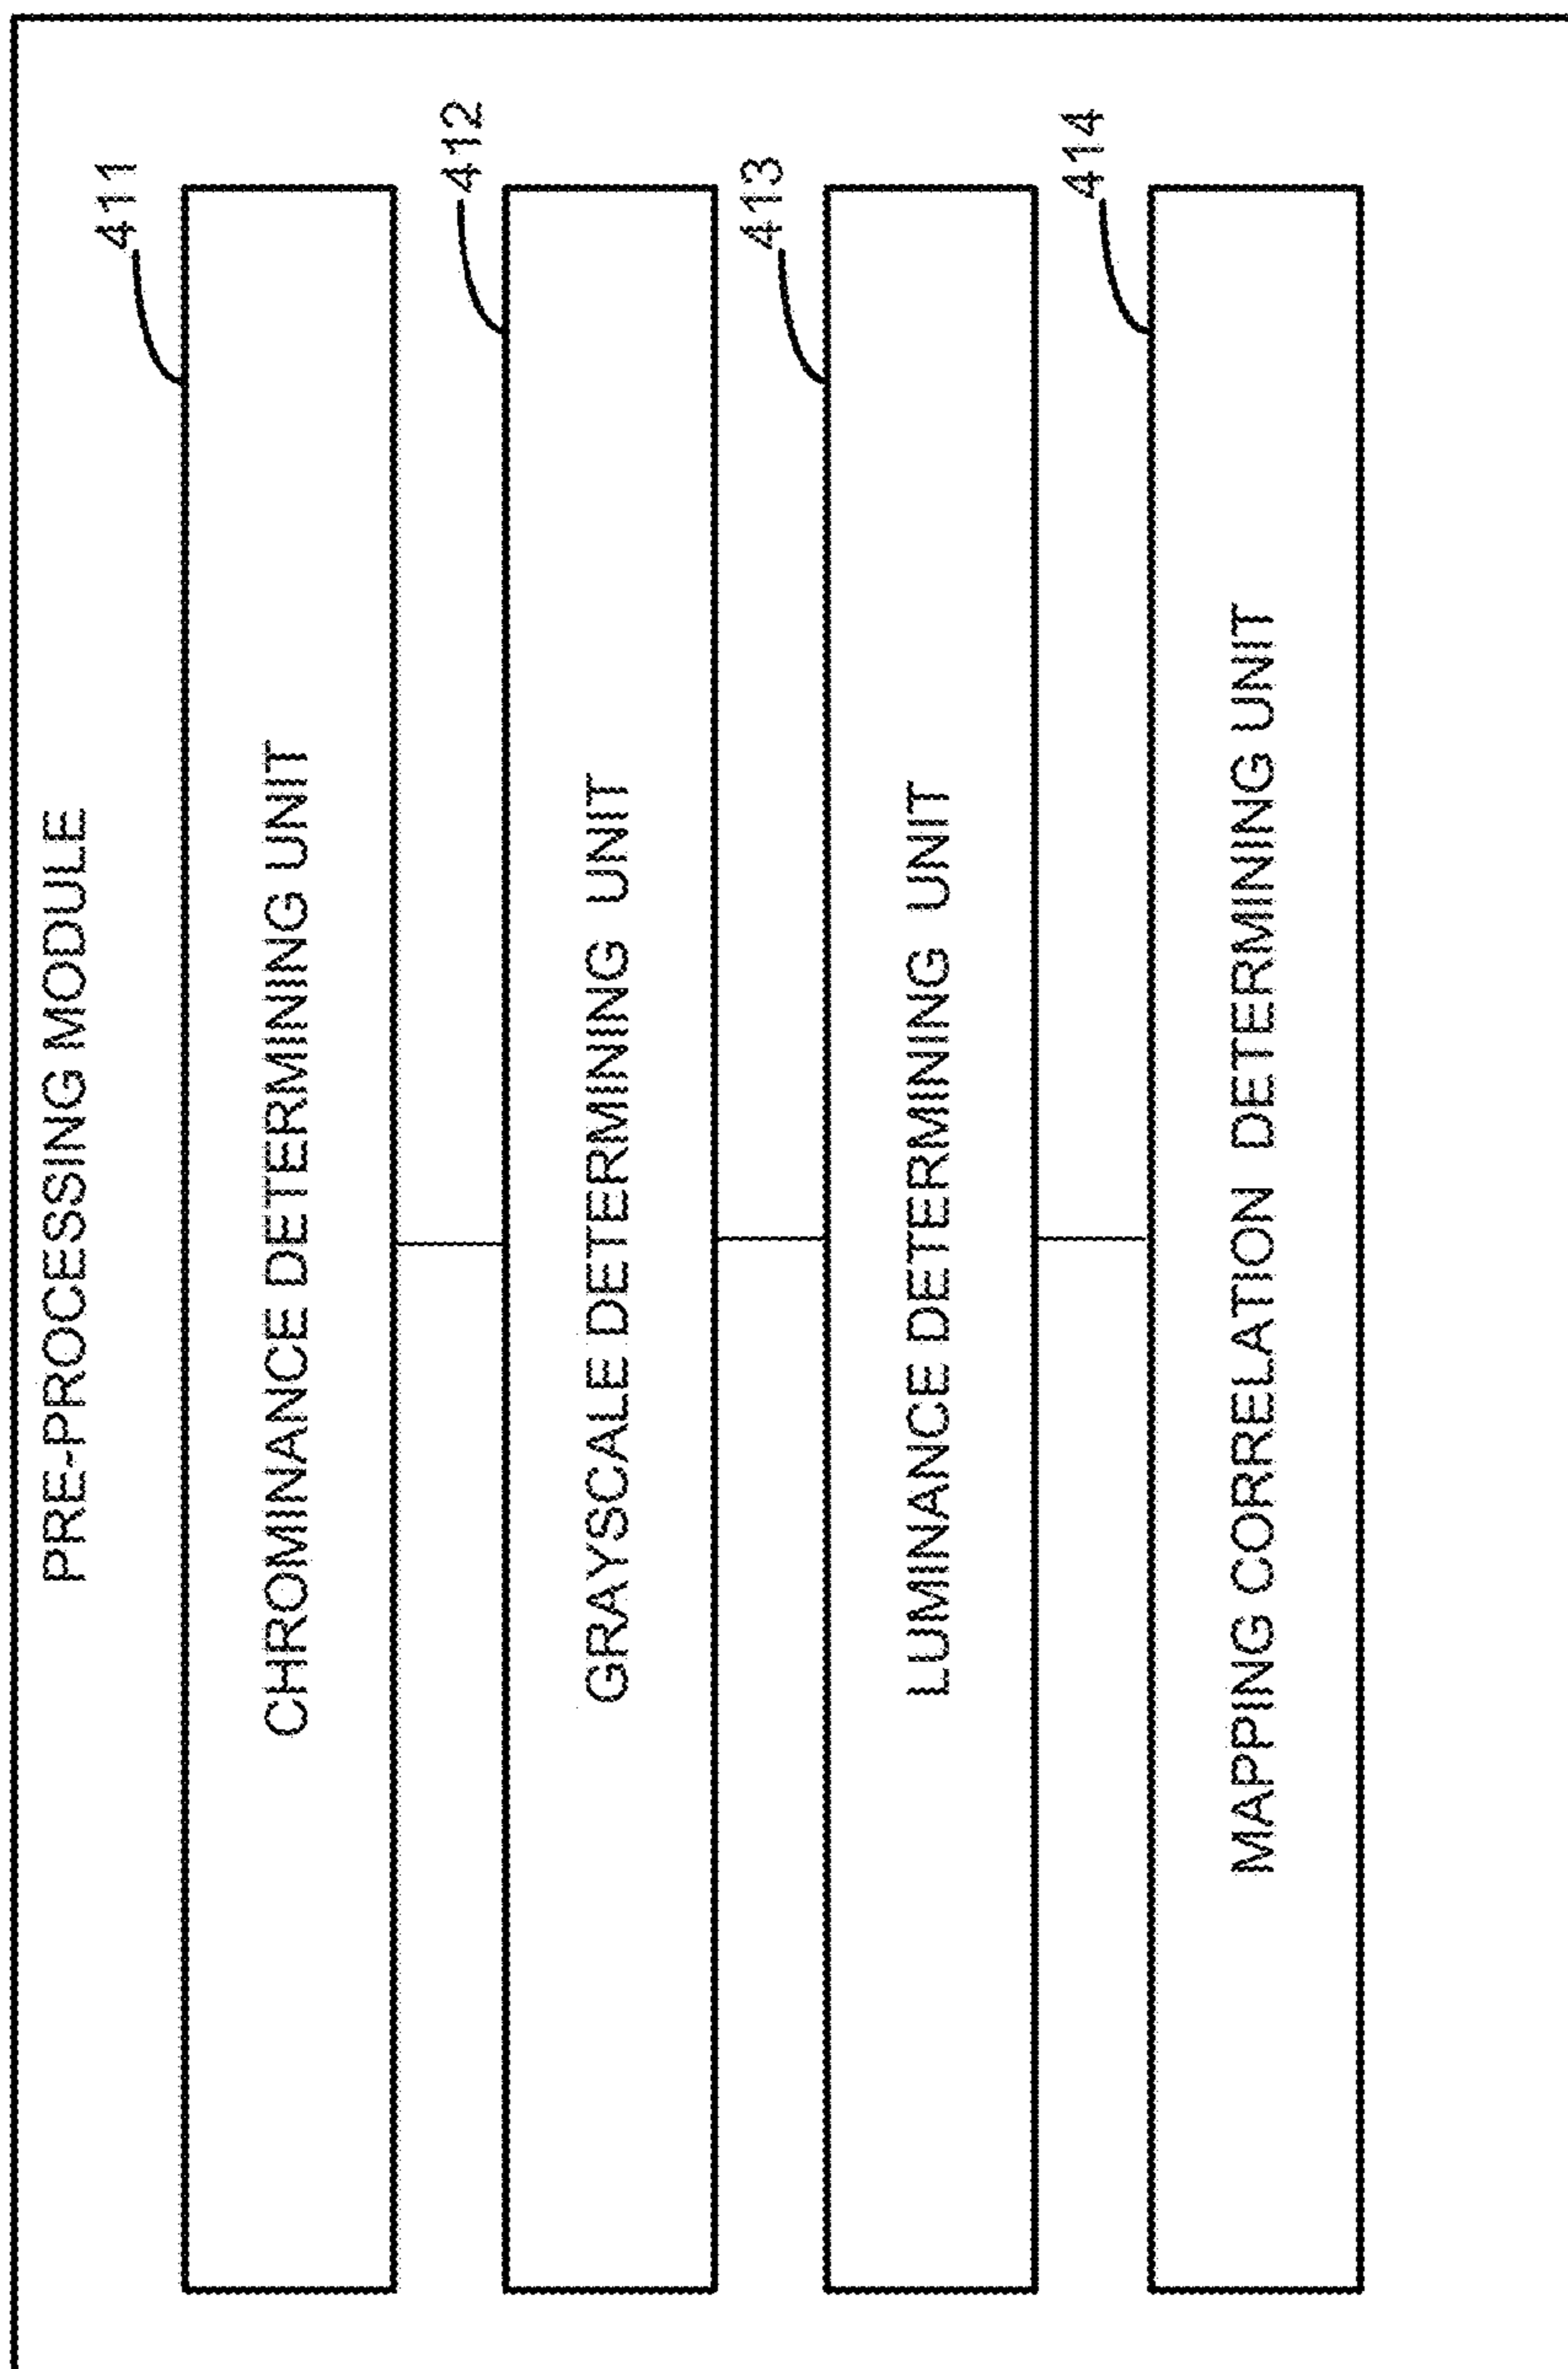 PRE-PROCESSING MODULE
411
CHROMINANCE DETERMINING UNIT
412
GRAYSCALE DETERMINING UNIT
413
LUMINANCE DETERMINING UNIT
414
MAPPING CORRELATION DETERMINING UNIT